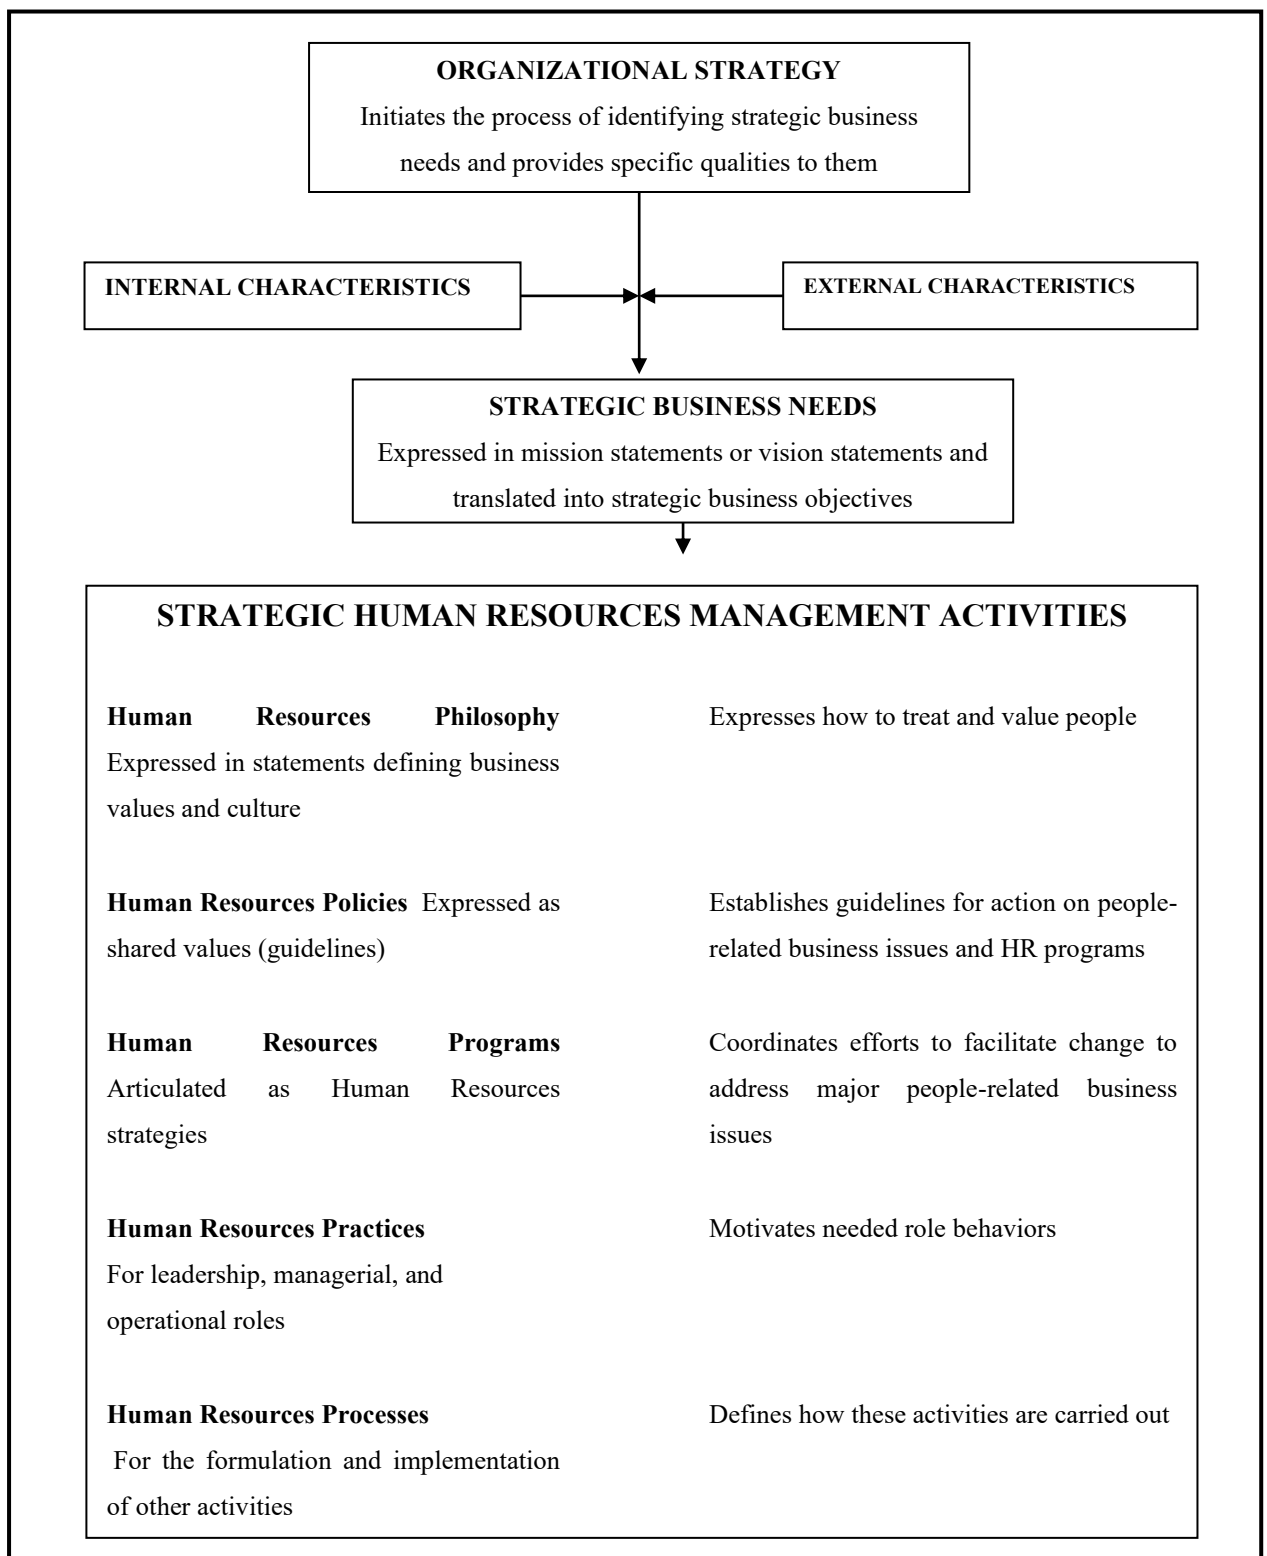 ORGANIZATIONAL STRATEGY
Initiates the process of identifying strategic business
needs and provides specific qualities to them
INTERNAL CHARACTERISTICS
EXTERNAL CHARACTERISTICS
STRATEGIC BUSINESS NEEDS
Expressed in mission statements or vision statements and
translated into strategic business objectives
STRATEGIC HUMAN RESOURCES MANAGEMENT ACTIVITIES
Human Resources Philosophy
Expressed in statements defining business
values and culture
Expresses how to treat and value people
Human Resources Policies Expressed as
shared values (guidelines)
Establishes guidelines for action on people-
related business issues and HR programs
Human Resources Programs
Articulated as Human Resources
strategies
Coordinates efforts to facilitate change to
address major people-related business
issues
Human Resources Practices
For leadership, managerial, and
operational roles
Motivates needed role behaviors
Human Resources Processes
For the formulation and implementation
of other activities
Defines how these activities are carried out